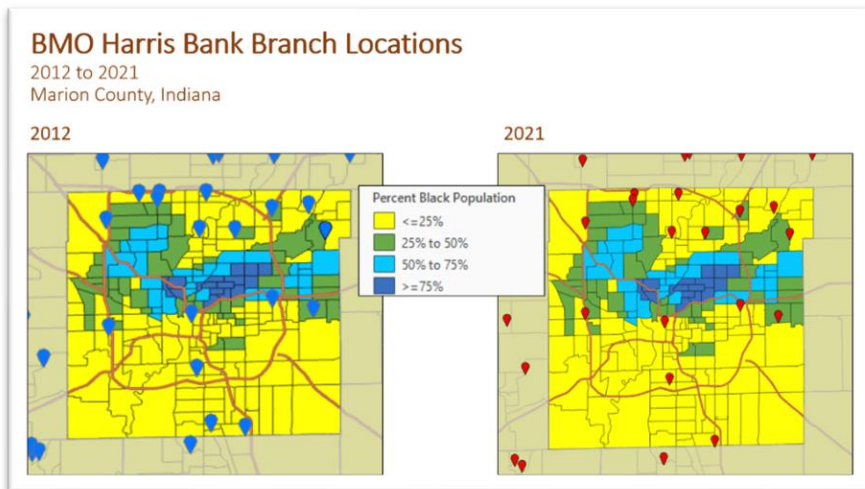 BMO Harris Bank Branch Locations
2012 to 2021
Marion County, Indiana
2012
2021
Percent Black Population
<=25%
25% to 50%
50% to 75%
>=75%